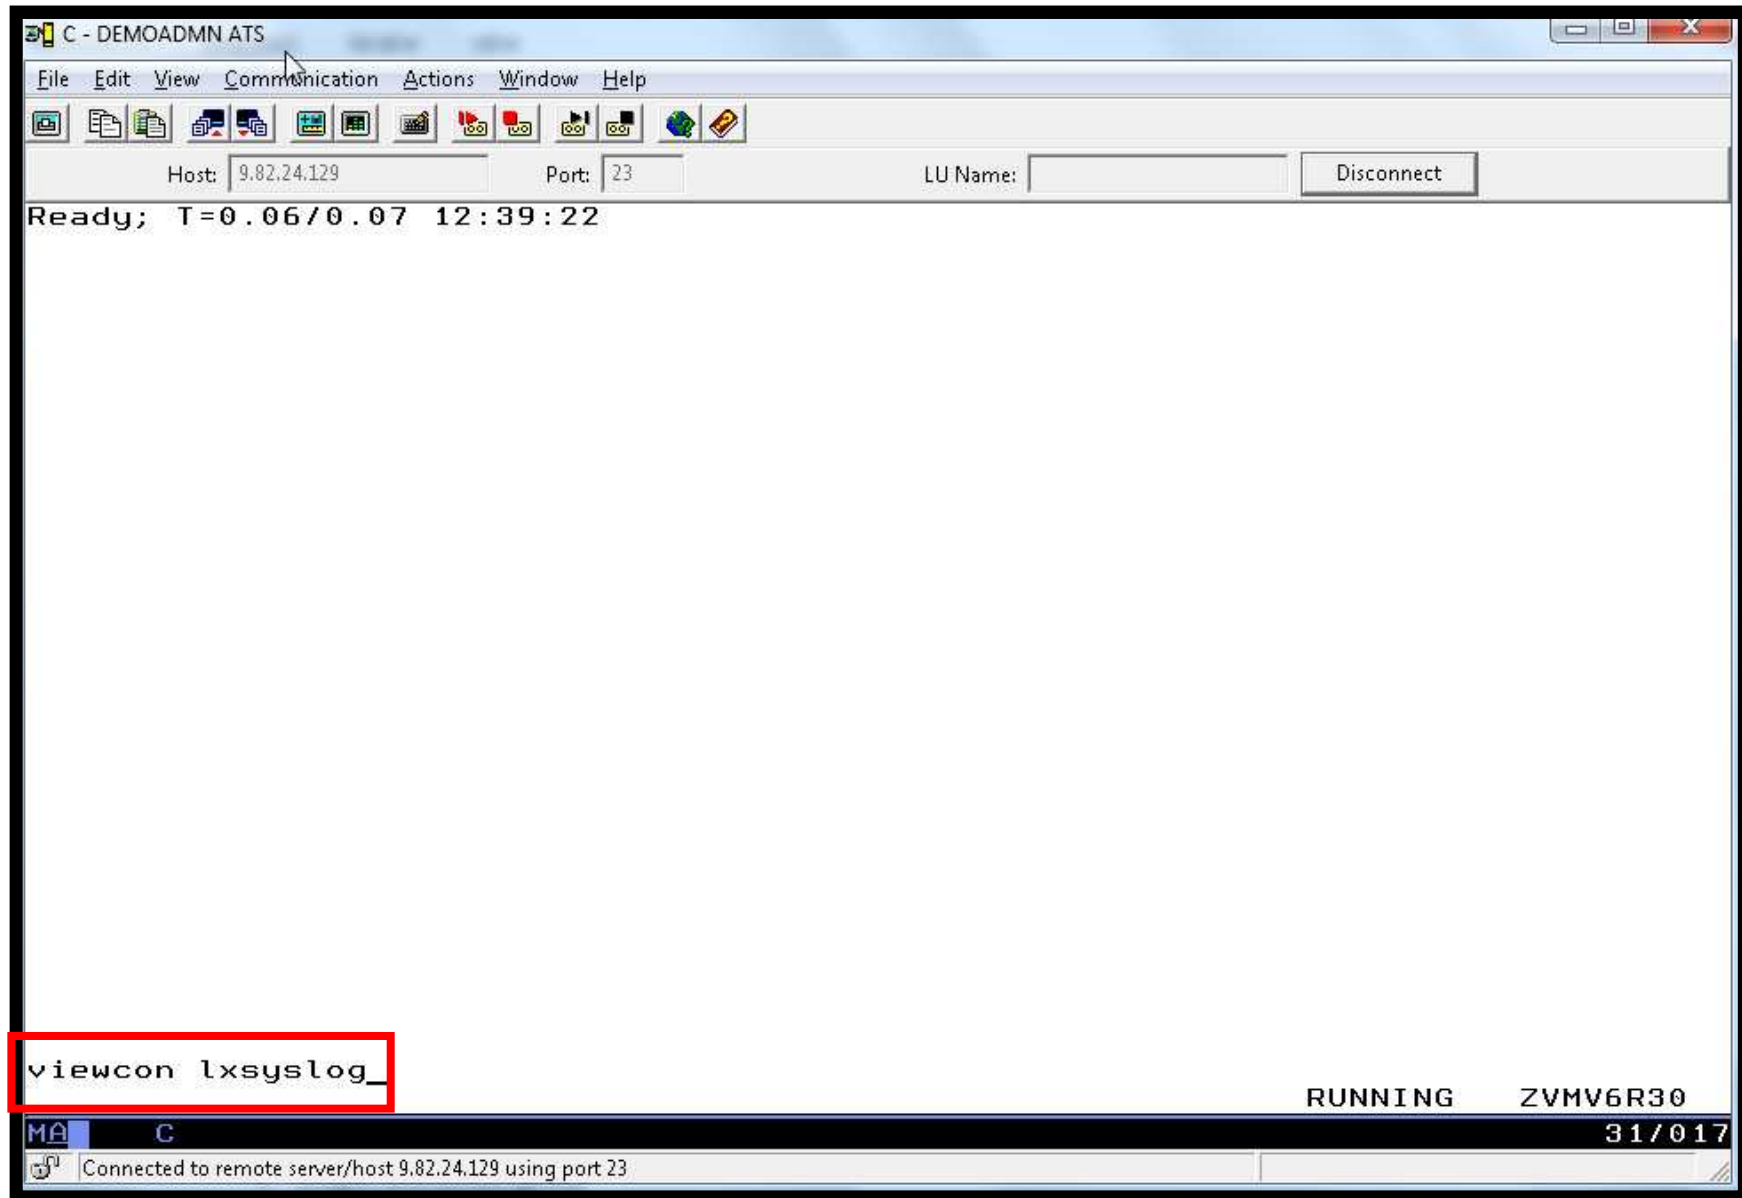 C - DEMOADMN ATS
File Edit View Communication Actions Window Help
Host: 9.82.24.129 Port: 23 LU Name: Disconnect
Ready; T=0.06/0.07 12:39:22
viewcon lxsyslog_
RUNNING ZVMV6R30
MA C 31/017
Connected to remote server/host 9.82.24.129 using port 23